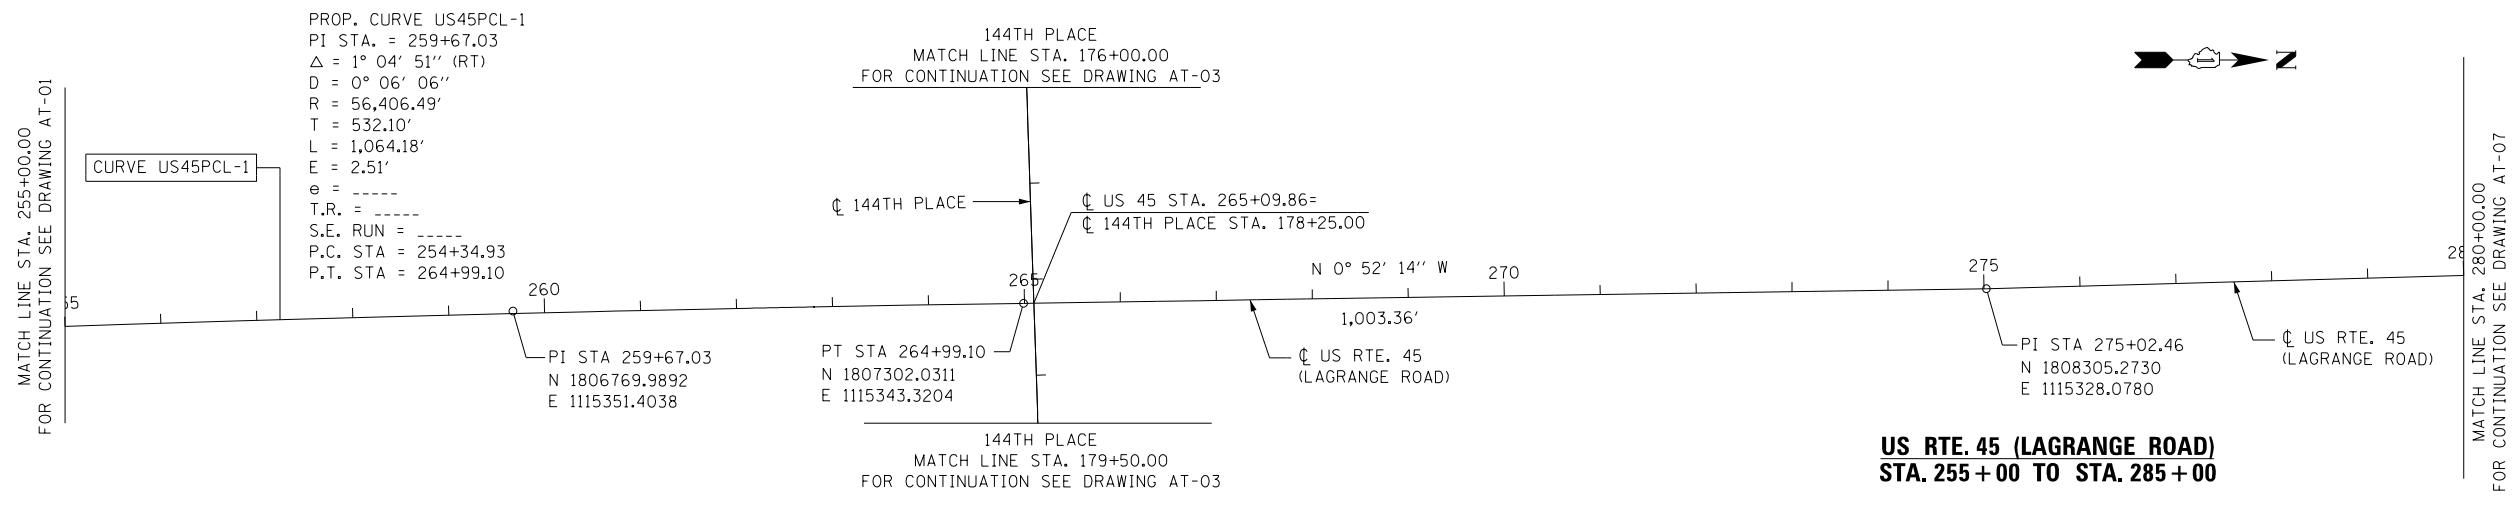 PROP. CURVE US45PCL-1
PI STA. = 259+67.03
△ = 1° 04' 51'' (RT)
D = 0° 06' 06''
R = 56,406.49'
T = 532.10'
L = 1,064.18'
E = 2.51'
e = _____
T.R. = _____
S.E. RUN = _____
P.C. STA = 254+34.93
P.T. STA = 264+99.10
MATCH LINE STA. 255+00.00
FOR CONTINUATION SEE DRAWING AT-01
CURVE US45PCL-1
144TH PLACE
MATCH LINE STA. 176+00.00
FOR CONTINUATION SEE DRAWING AT-03
℄ 144TH PLACE
℄ US 45 STA. 265+09.86=
℄ 144TH PLACE STA. 178+25.00
N
55
260
265
N 0° 52' 14'' W
270
275
28
1,003.36'
PI STA 259+67.03
N 1806769.9892
E 1115351.4038
PT STA 264+99.10
N 1807302.0311
E 1115343.3204
℄ US RTE. 45
(LAGRANGE ROAD)
PI STA 275+02.46
N 1808305.2730
E 1115328.0780
℄ US RTE. 45
(LAGRANGE ROAD)
144TH PLACE
MATCH LINE STA. 179+50.00
FOR CONTINUATION SEE DRAWING AT-03
US RTE. 45 (LAGRANGE ROAD)
STA. 255+00 TO STA. 285+00
MATCH LINE STA. 280+00.00
FOR CONTINUATION SEE DRAWING AT-07